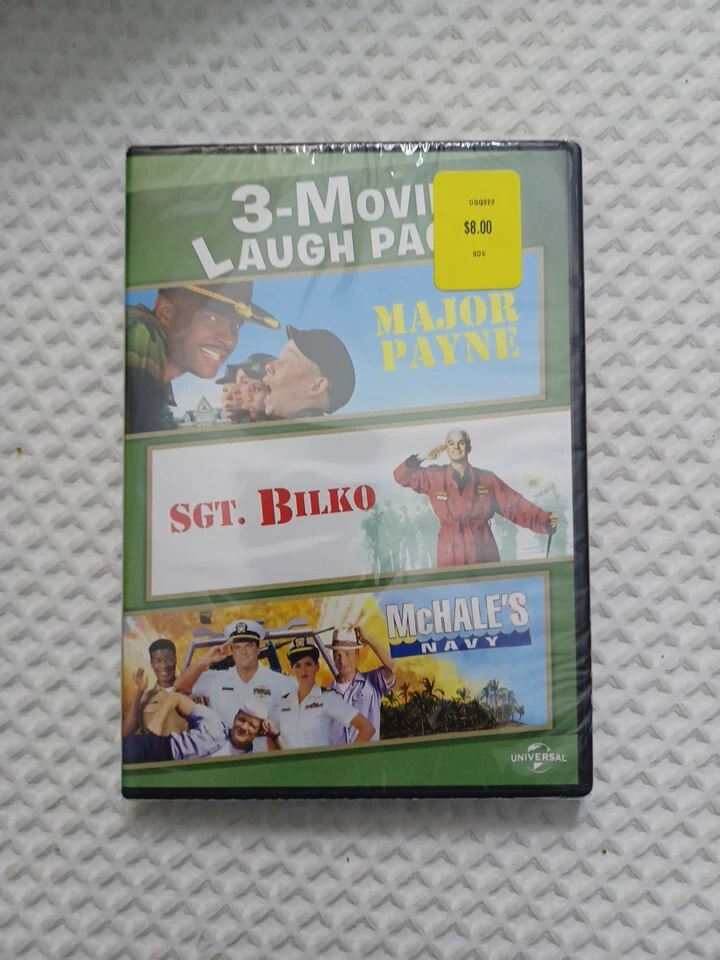 3-MOVI
LAUGH PAC
$8.00
MAJOR
PAYNE
SGT. BILKO
McHALE'S
NAVY
UNIVERSAL